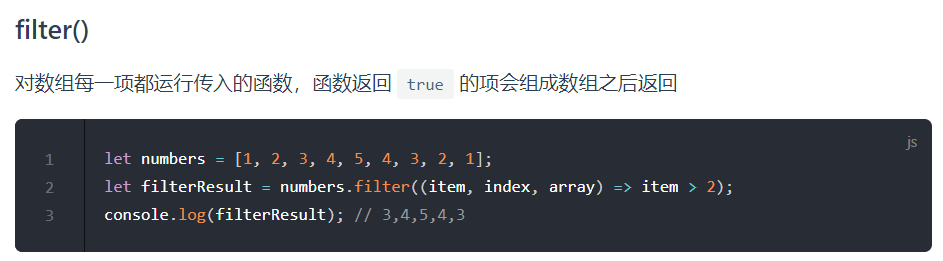 filter()
对数组每一项都运行传入的函数，函数返回 true 的项会组成数组之后返回
js
1 let numbers = [1, 2, 3, 4, 5, 4, 3, 2, 1];
2 let filterResult = numbers.filter((item, index, array) => item > 2);
3 console.log(filterResult); // 3,4,5,4,3